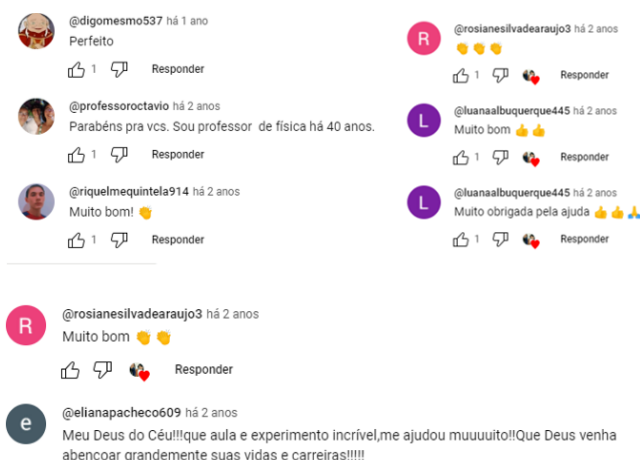 @digomesmo537 há 1 ano
Perfeito
1 Responder
@professoroctavio há 2 anos
Parabéns pra vcs. Sou professor de física há 40 anos.
1 Responder
@riquelmequintela914 há 2 anos
Muito bom! 👏
1 Responder
R
@rosianesilvadearaujo3 há 2 anos
👏👏👏
1 Responder
L
@luanaalbuquerque445 há 2 anos
Muito bom 👍👍
1 Responder
L
@luanaalbuquerque445 há 2 anos
Muito obrigada pela ajuda 👍👍🙏
1 Responder
R
@rosianesilvadearaujo3 há 2 anos
Muito bom 👏👏
Responder
e
@elianapacheco609 há 2 anos
Meu Deus do Céu!!!que aula e experimento incrível,me ajudou muuuuito!!Que Deus venha
abençoar grandemente suas vidas e carreiras!!!!!